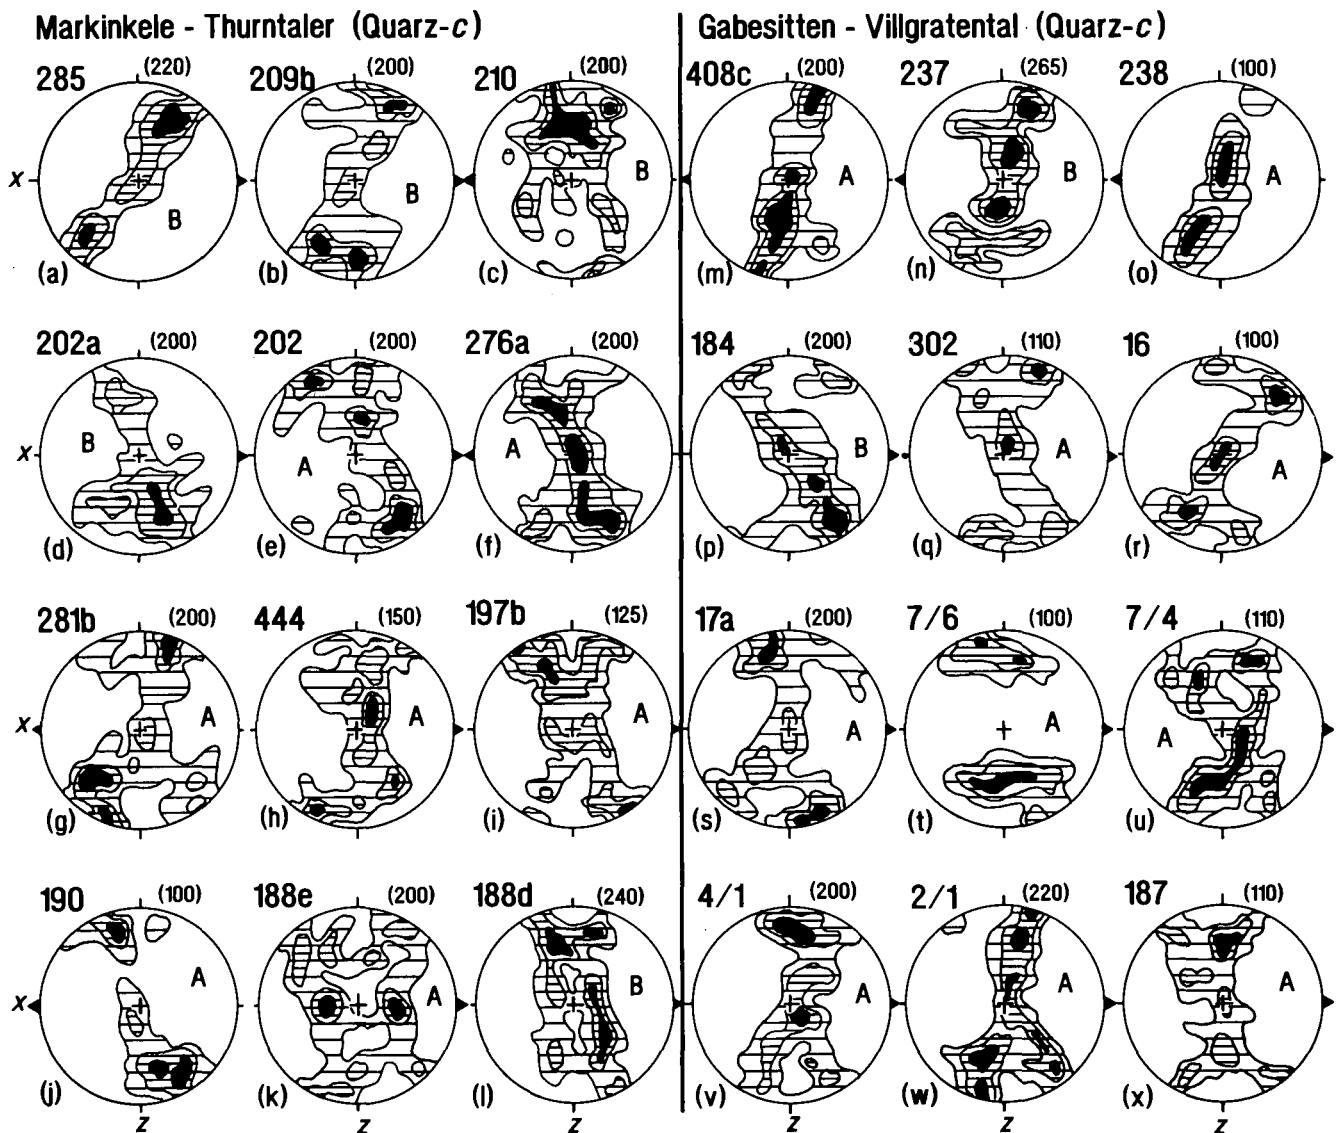 Markinkele - Thurntaler (Quarz-c) Gabesitten - Villgratental (Quarz-c)
285 (220) 209b (200) 210 (200) 408c (200) 237 (265) 238 (100)
X B B B A B A
(a) (b) (c) (m) (n) (o)
202a (200) 202 (200) 276a (200) 184 (200) 302 (110) 16 (100)
X B A A B A A
(d) (e) (f) (p) (q) (r)
281b (200) 444 (150) 197b (125) 17a (200) 7/6 (100) 7/4 (110)
X A A A A A A
(g) (h) (i) (s) (t) (u)
190 (100) 188e (200) 188d (240) 4/1 (200) 2/1 (220) 187 (110)
X A A B A A A
(j) (k) (l) (v) (w) (x)
Z Z Z Z Z Z